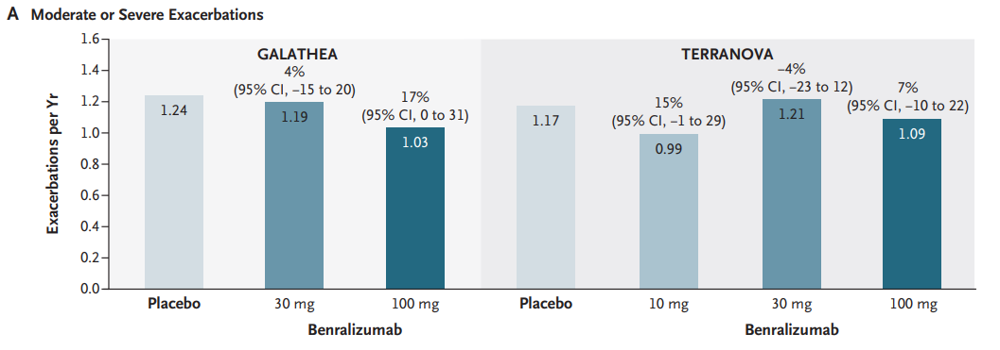 A Moderate or Severe Exacerbations
Exacerbations per Yr
1.6
1.4
1.2
1.0
0.8
0.6
0.4
0.2
0.0
GALATHEA
1.24
4%
(95% CI, –15 to 20)
1.19
17%
(95% CI, 0 to 31)
1.03
Placebo
30 mg
100 mg
Benralizumab
TERRANOVA
1.17
15%
(95% CI, –1 to 29)
0.99
–4%
(95% CI, –23 to 12)
1.21
7%
(95% CI, –10 to 22)
1.09
Placebo
10 mg
30 mg
100 mg
Benralizumab